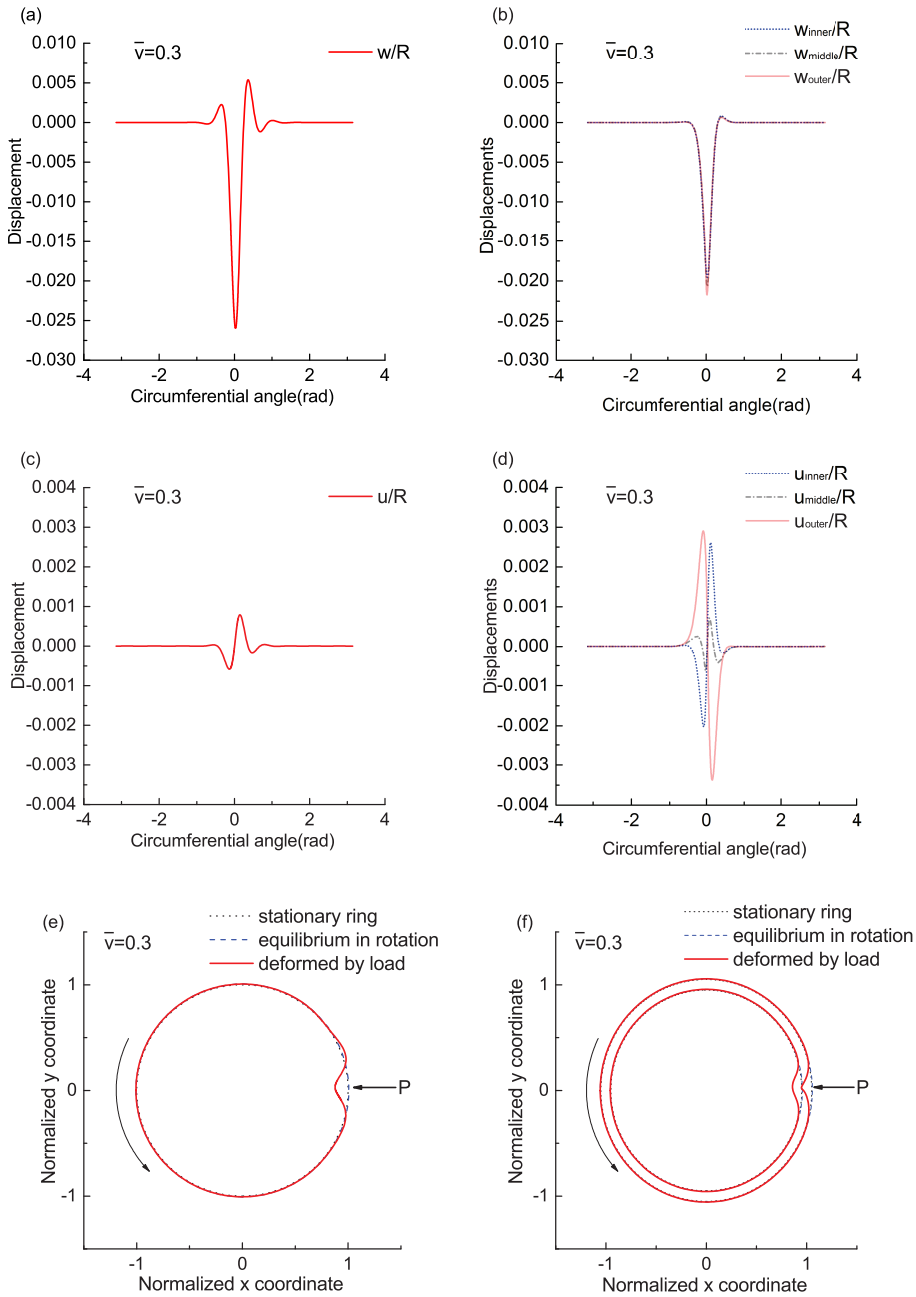 (a)
v̄=0.3
w/R
0.010
0.005
0.000
-0.005
-0.010
-0.015
-0.020
-0.025
-0.030
Displacement
-4
-2
0
2
4
Circumferential angle(rad)
(b)
v̄=0.3
winner/R
wmiddle/R
wouter/R
0.010
0.005
0.000
-0.005
-0.010
-0.015
-0.020
-0.025
-0.030
Displacements
-4
-2
0
2
4
Circumferential angle(rad)
(c)
v̄=0.3
u/R
0.004
0.003
0.002
0.001
0.000
-0.001
-0.002
-0.003
-0.004
Displacement
-4
-2
0
2
4
Circumferential angle(rad)
(d)
v̄=0.3
uinner/R
umiddle/R
uouter/R
0.004
0.003
0.002
0.001
0.000
-0.001
-0.002
-0.003
-0.004
Displacements
-4
-2
0
2
4
Circumferential angle(rad)
(e)
v̄=0.3
stationary ring
equilibrium in rotation
deformed by load
1
0
-1
Normalized y coordinate
P
-1
0
1
Normalized x coordinate
(f)
v̄=0.3
stationary ring
equilibrium in rotation
deformed by load
1
0
-1
Normalized y coordinate
P
-1
0
1
Normalized x coordinate